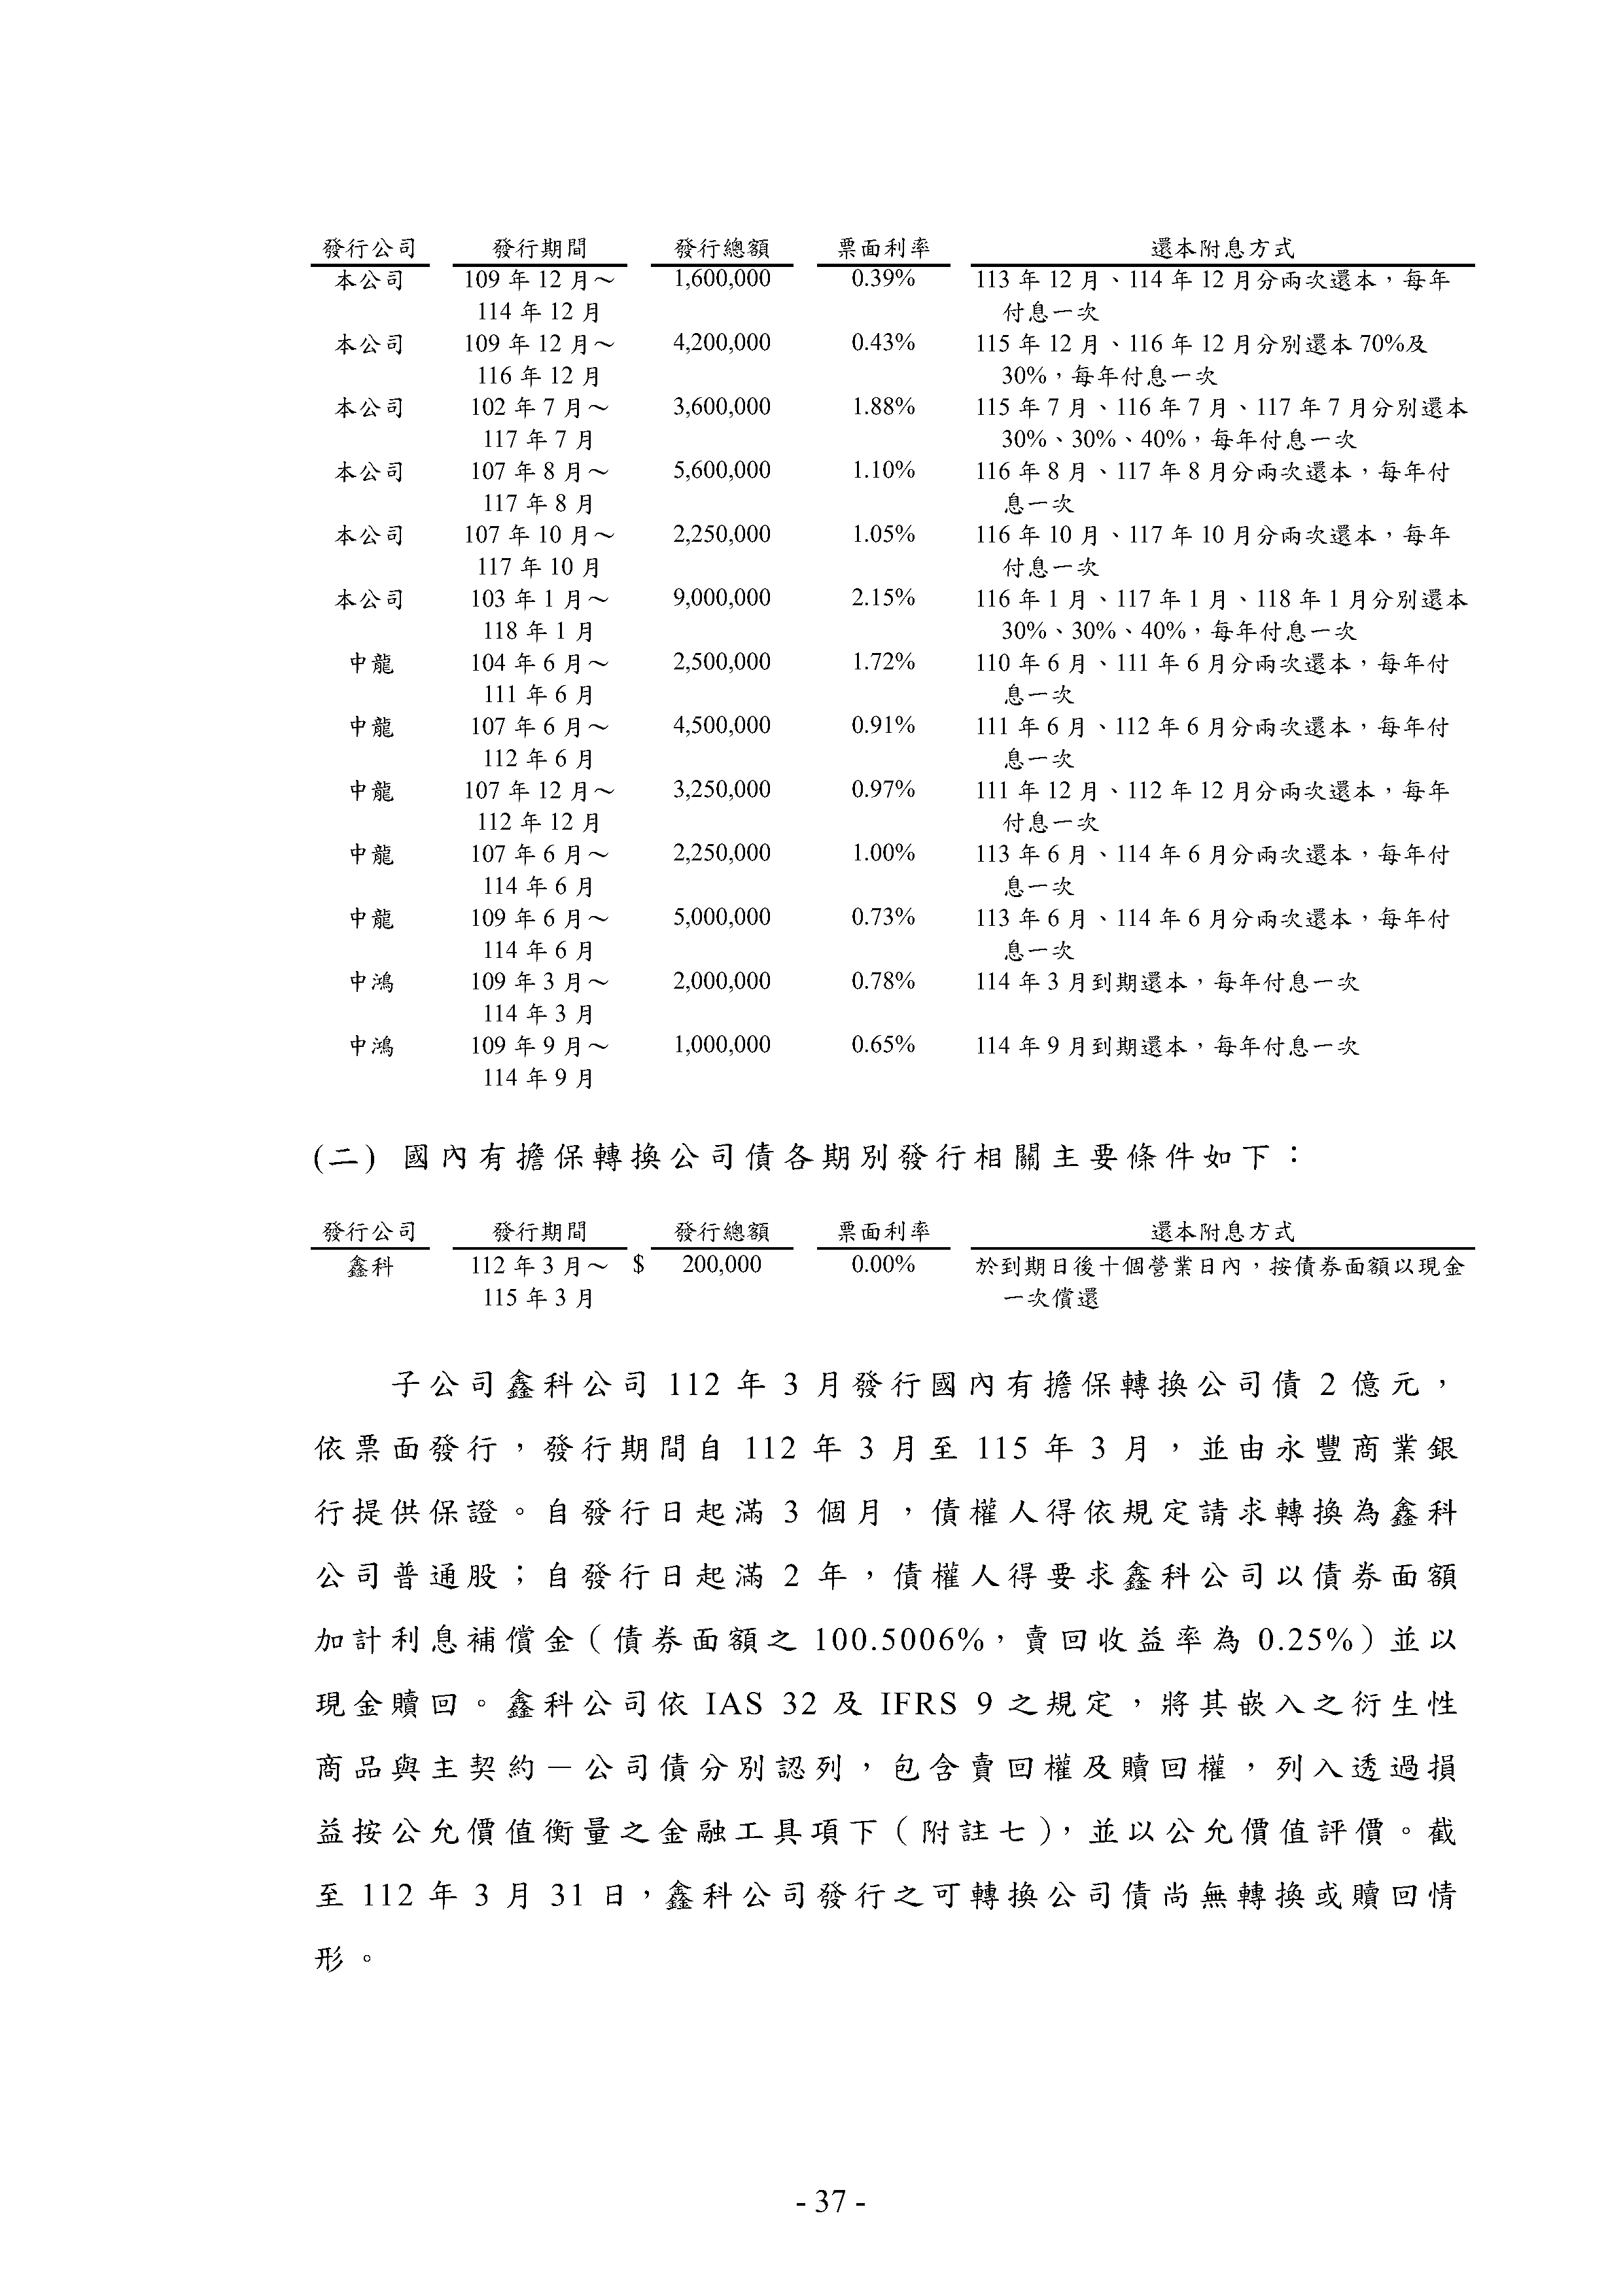 發行公司 發行期間 發行總額 票面利率 還本附息方式
本公司 109 年 12 月～ 1,600,000 0.39% 113 年 12 月、114 年 12 月分兩次還本，每年
114 年 12 月 付息一次
本公司 109 年 12 月～ 4,200,000 0.43% 115 年 12 月、116 年 12 月分別還本 70%及
116 年 12 月 30%，每年付息一次
本公司 102 年 7 月～ 3,600,000 1.88% 115 年 7 月、116 年 7 月、117 年 7 月分別還本
117 年 7 月 30%、30%、40%，每年付息一次
本公司 107 年 8 月～ 5,600,000 1.10% 116 年 8 月、117 年 8 月分兩次還本，每年付
117 年 8 月 息一次
本公司 107 年 10 月～ 2,250,000 1.05% 116 年 10 月、117 年 10 月分兩次還本，每年
117 年 10 月 付息一次
本公司 103 年 1 月～ 9,000,000 2.15% 116 年 1 月、117 年 1 月、118 年 1 月分別還本
118 年 1 月 30%、30%、40%，每年付息一次
中龍 104 年 6 月～ 2,500,000 1.72% 110 年 6 月、111 年 6 月分兩次還本，每年付
111 年 6 月 息一次
中龍 107 年 6 月～ 4,500,000 0.91% 111 年 6 月、112 年 6 月分兩次還本，每年付
112 年 6 月 息一次
中龍 107 年 12 月～ 3,250,000 0.97% 111 年 12 月、112 年 12 月分兩次還本，每年
112 年 12 月 付息一次
中龍 107 年 6 月～ 2,250,000 1.00% 113 年 6 月、114 年 6 月分兩次還本，每年付
114 年 6 月 息一次
中龍 109 年 6 月～ 5,000,000 0.73% 113 年 6 月、114 年 6 月分兩次還本，每年付
114 年 6 月 息一次
中鴻 109 年 3 月～ 2,000,000 0.78% 114 年 3 月到期還本，每年付息一次
114 年 3 月
中鴻 109 年 9 月～ 1,000,000 0.65% 114 年 9 月到期還本，每年付息一次
114 年 9 月
(二) 國內有擔保轉換公司債各期別發行相關主要條件如下：
發行公司 發行期間 發行總額 票面利率 還本附息方式
鑫科 112 年 3 月～ $ 200,000 0.00% 於到期日後十個營業日內，按債券面額以現金
115 年 3 月 一次償還
子公司鑫科公司 112 年 3 月發行國內有擔保轉換公司債 2 億元，
依票面發行，發行期間自 112 年 3 月至 115 年 3 月，並由永豐商業銀
行提供保證。自發行日起滿 3 個月，債權人得依規定請求轉換為鑫科
公司普通股；自發行日起滿 2 年，債權人得要求鑫科公司以債券面額
加計利息補償金（債券面額之 100.5006%，賣回收益率為 0.25%）並以
現金贖回。鑫科公司依 IAS 32 及 IFRS 9 之規定，將其嵌入之衍生性
商品與主契約－公司債分別認列，包含賣回權及贖回權，列入透過損
益按公允價值衡量之金融工具項下（附註七），並以公允價值評價。截
至 112 年 3 月 31 日，鑫科公司發行之可轉換公司債尚無轉換或贖回情
形。
- 37 -